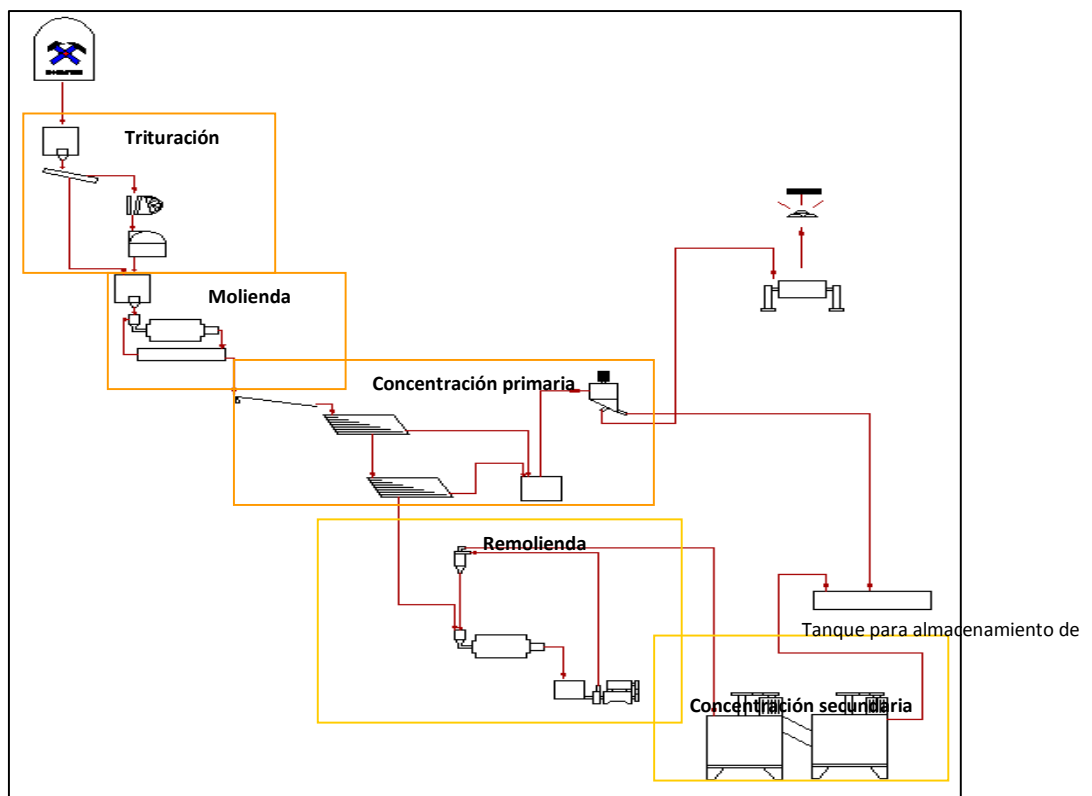 Trituración
Molienda
Concentración primaria
Remolienda
Tanque para almacenamiento de
Concentración secundaria